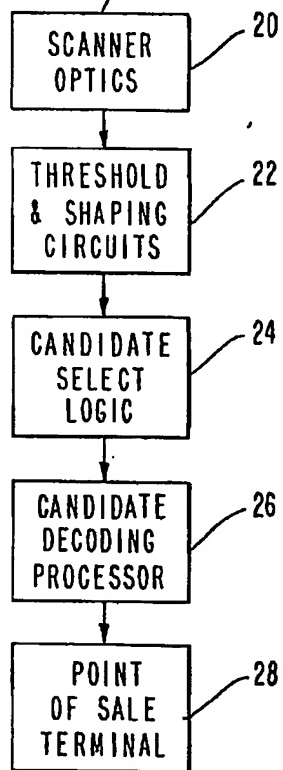 SCANNER
OPTICS
20
THRESHOLD
& SHAPING
CIRCUITS
22
CANDIDATE
SELECT
LOGIC
24
CANDIDATE
DECODING
PROCESSOR
26
POINT
OF SALE
TERMINAL
28